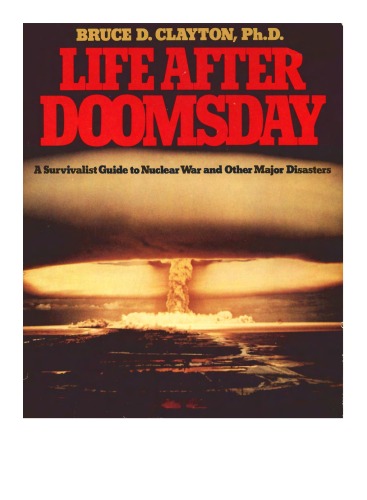 BRUCE D. CLAYTON, Ph.D.
LIFE AFTER
DOOMSDAY
A Survivalist Guide to Nuclear War and Other Major Disasters